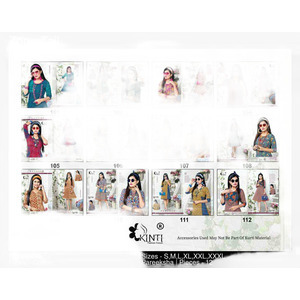 105 106 107 108
111 112
KINTI ®
Accessories Used May Not Be Part Of Kurti Material
Sizes - S,M,L,XL,XXL,XXXL